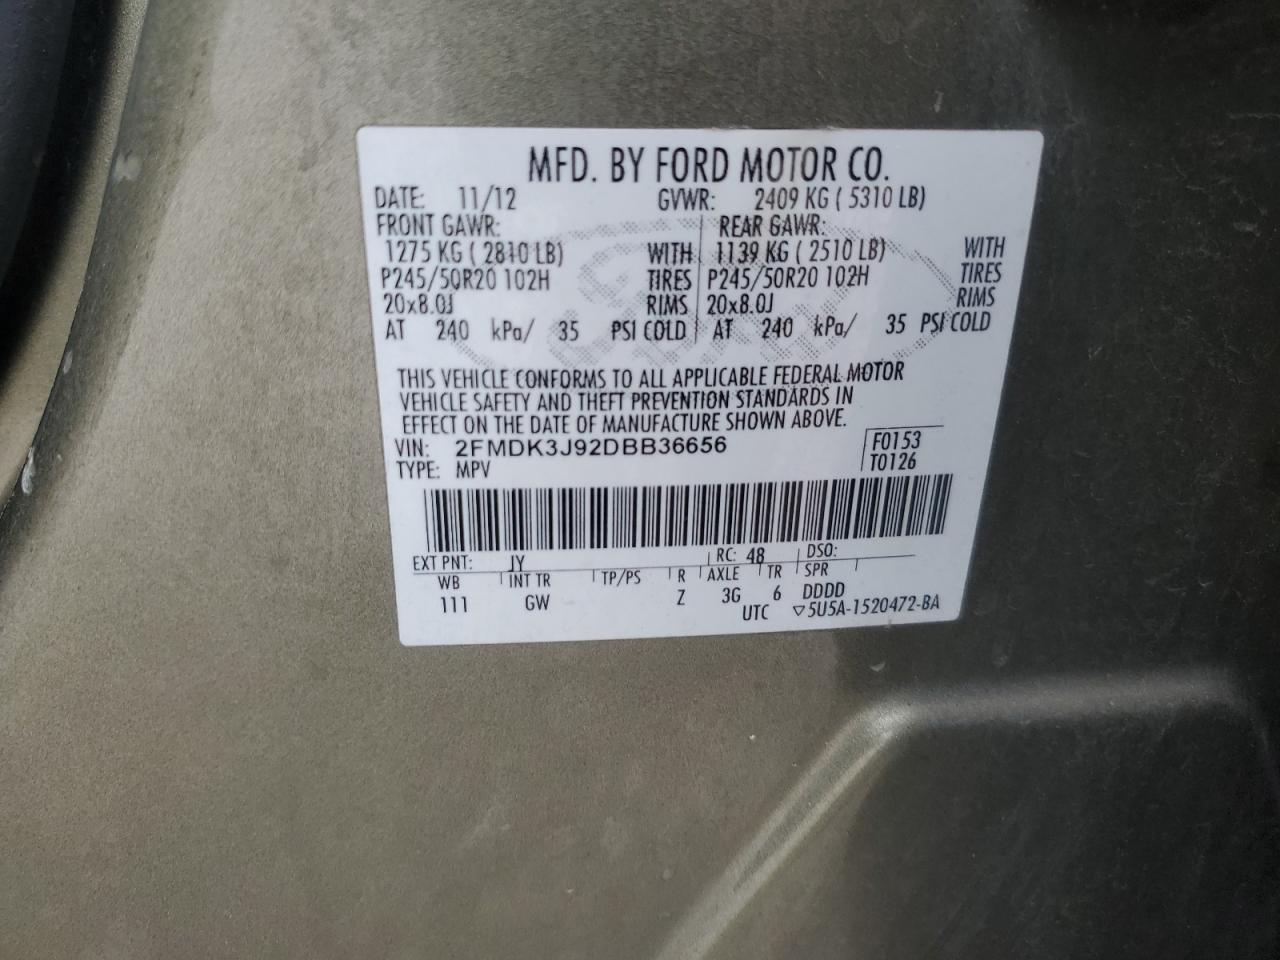 MFD. BY FORD MOTOR CO.
DATE: 11/12 GVWR: 2409 KG ( 5310 LB)
FRONT GAWR: REAR GAWR:
1275 KG ( 2810 LB) WITH 1139 KG ( 2510 LB) WITH
P245/50R20 102H TIRES P245/50R20 102H TIRES
20x8.0J RIMS 20x8.0J RIMS
AT 240 kPa/ 35 PSI COLD AT 240 kPa/ 35 PSI COLD
THIS VEHICLE CONFORMS TO ALL APPLICABLE FEDERAL MOTOR
VEHICLE SAFETY AND THEFT PREVENTION STANDARDS IN
EFFECT ON THE DATE OF MANUFACTURE SHOWN ABOVE.
VIN: 2FMDK3J92DBB36656 F0153
TYPE: MPV T0126
EXT PNT: JY RC: 48 DSO:
WB INT TR TP/PS R AXLE TR SPR
111 GW Z 3G 6 DDDD
UTC ▽5U5A-1520472-BA